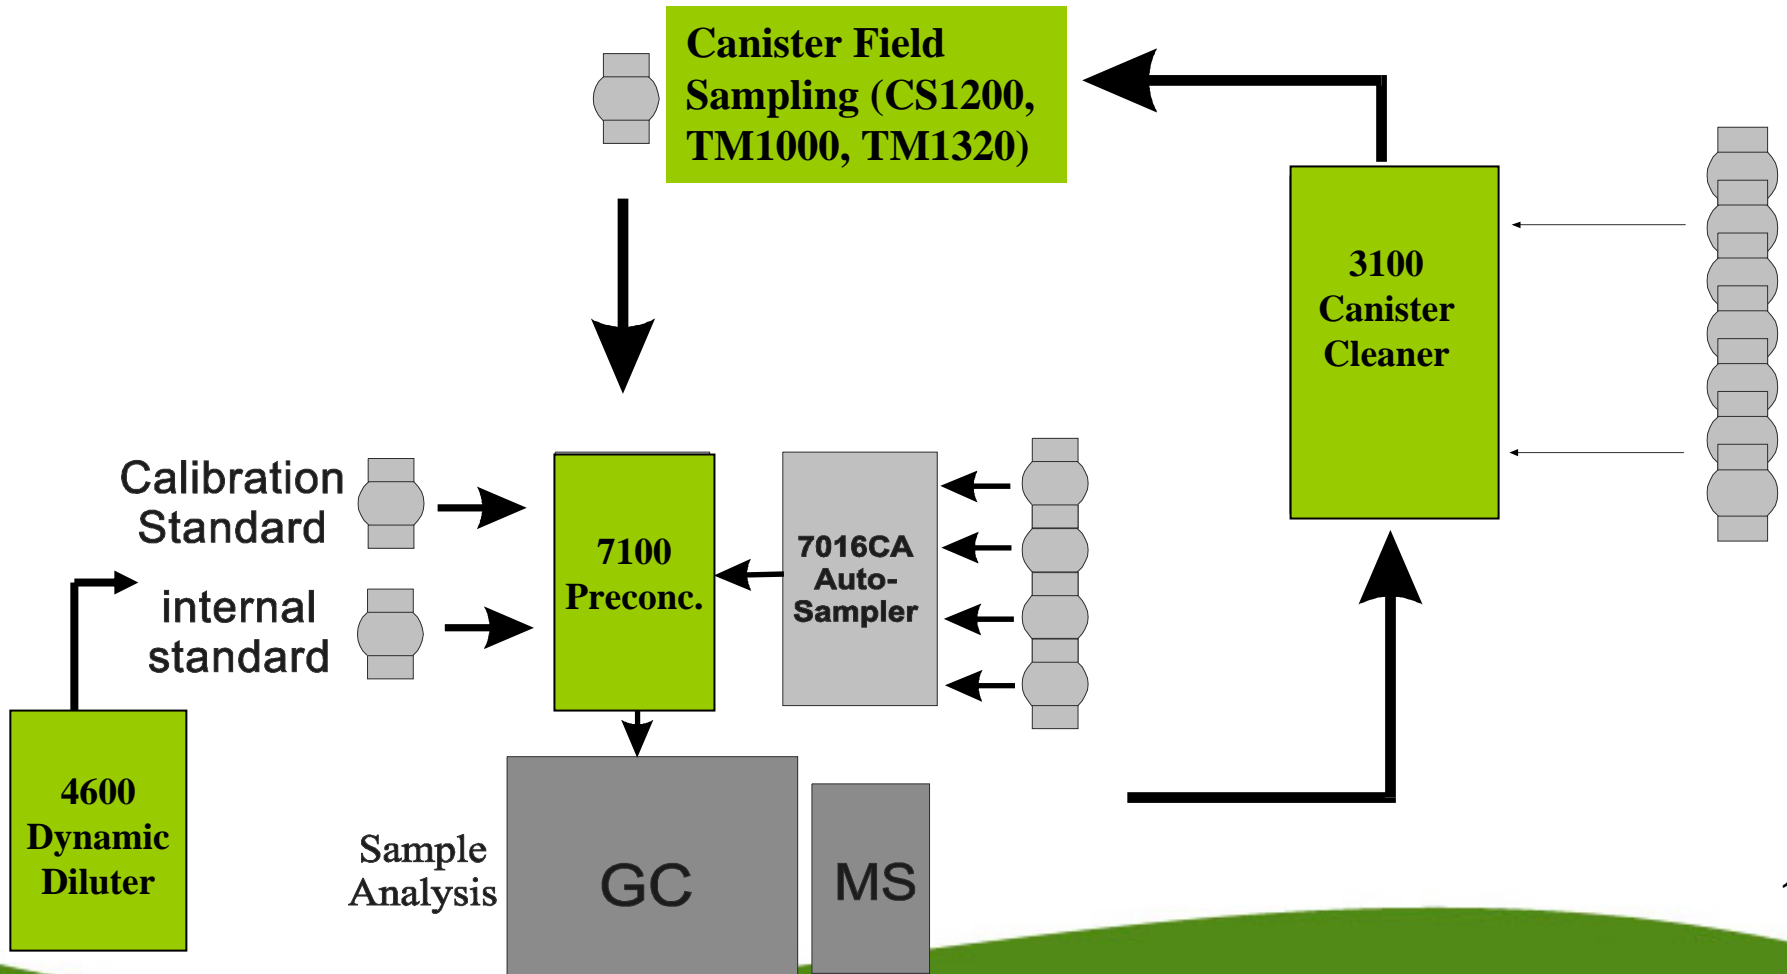 Canister Field
Sampling (CS1200,
TM1000, TM1320)
3100
Canister
Cleaner
Calibration
Standard
internal
standard
7100
Preconc.
7016CA
Auto-
Sampler
4600
Dynamic
Diluter
Sample
Analysis
GC
MS